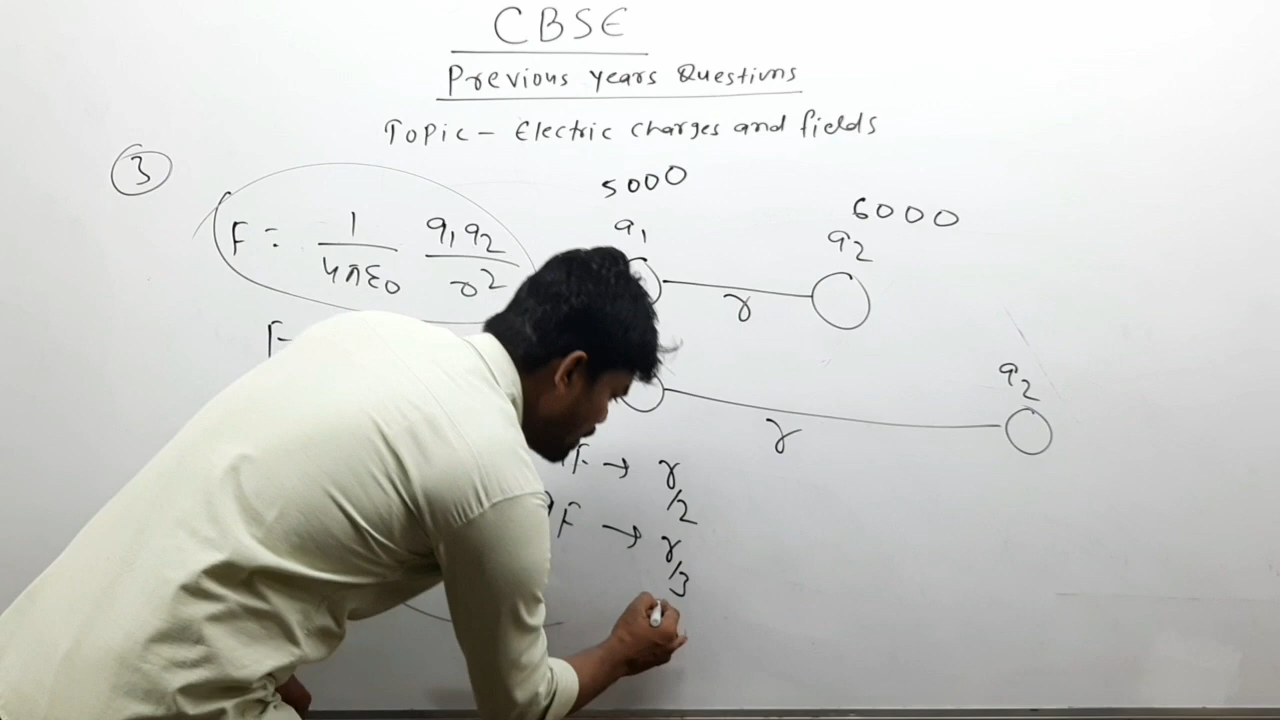 CBSE
Previous years Questions
Topic - Electric charges and fields
3
F = 1/4πε0 q1q2/r2
5000
q1
6000
q2
r
q2
r
F → r/2
F → r/3